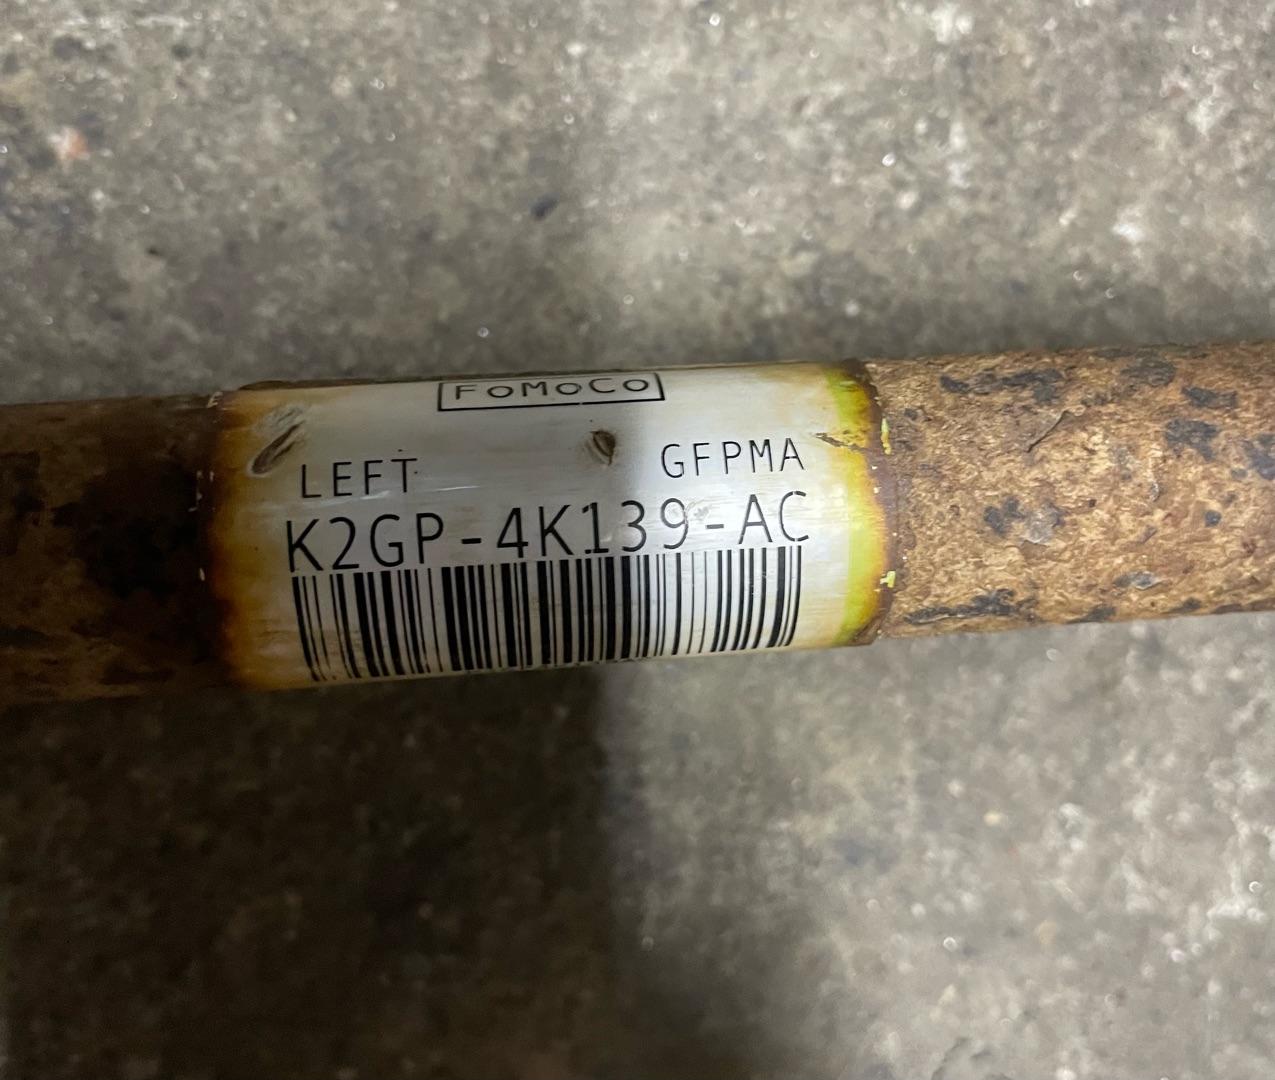 FoMoCo
LEFT GFPMA
K2GP-4K139-AC